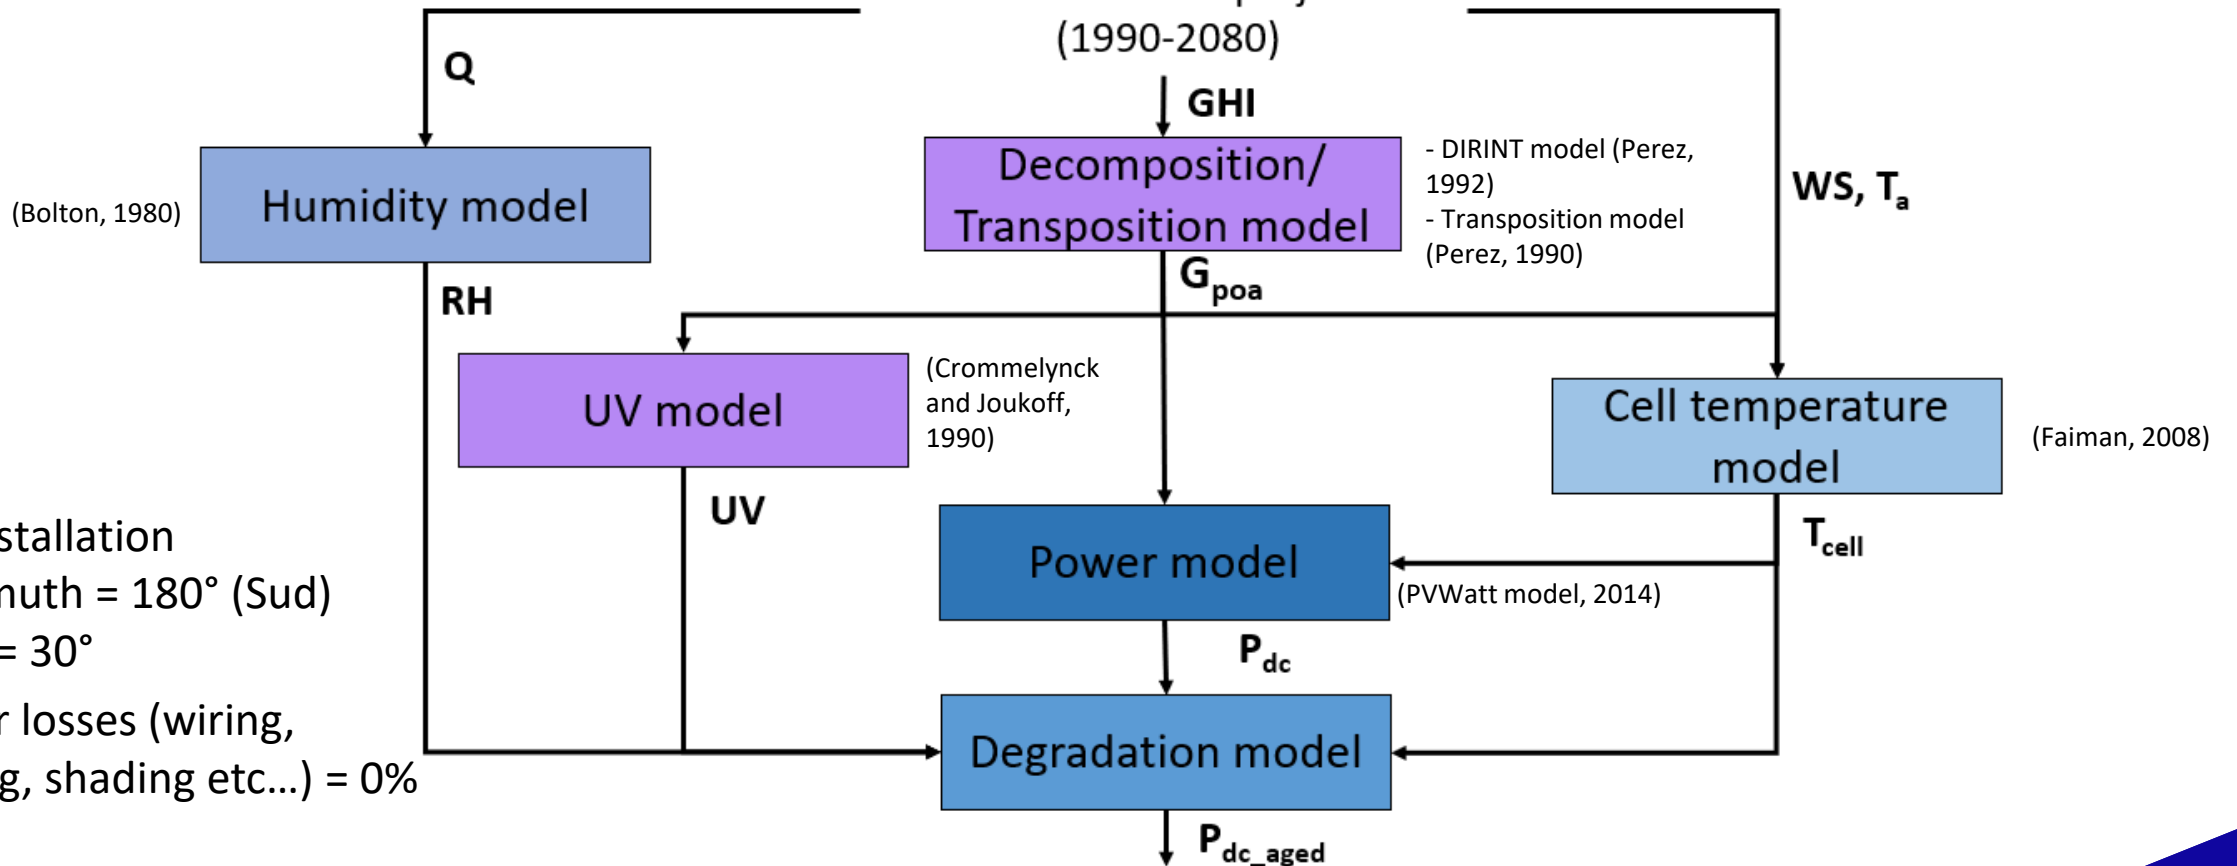 (1990-2080)
Q
GHI
Decomposition/
Transposition model
- DIRINT model (Perez,
1992)
- Transposition model
(Perez, 1990)
WS, Ta
(Bolton, 1980)
Humidity model
Gpoa
RH
UV model
(Crommelynck
and Joukoff,
1990)
Cell temperature
model
(Faiman, 2008)
UV
stallation
muth = 180° (Sud)
= 30°
r losses (wiring,
g, shading etc...) = 0%
Power model
Tcell
(PVWatt model, 2014)
Pdc
Degradation model
Pdc_aged